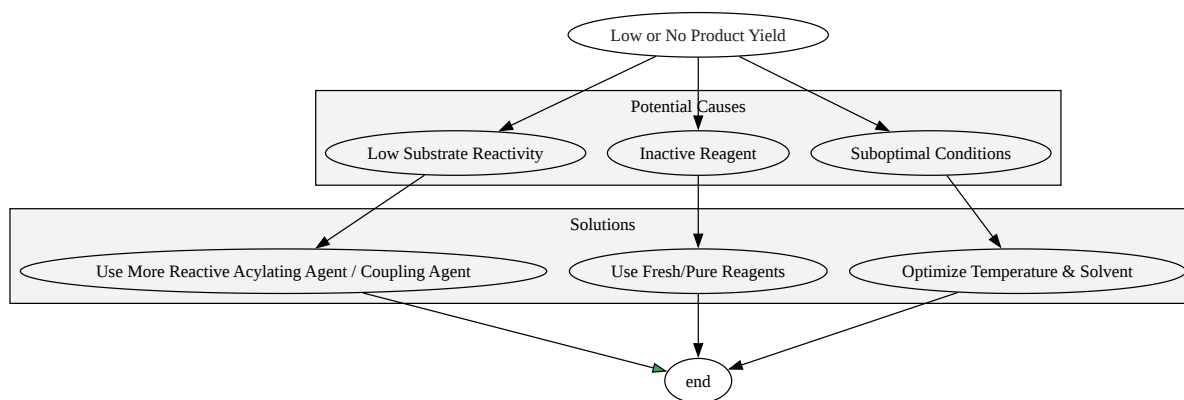 Low or No Product Yield
Potential Causes
Low Substrate Reactivity
Inactive Reagent
Suboptimal Conditions
Solutions
Use More Reactive Acylating Agent / Coupling Agent
Use Fresh/Pure Reagents
Optimize Temperature & Solvent
end